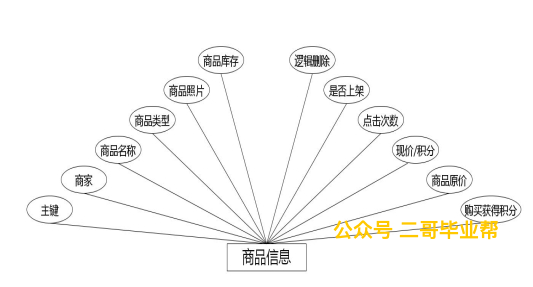 商品库存
逻辑删除
商品照片
是否上架
商品类型
点击次数
商品名称
现价/积分
商家
商品原价
主键
购买获得积分
公众号 二哥毕业帮
商品信息